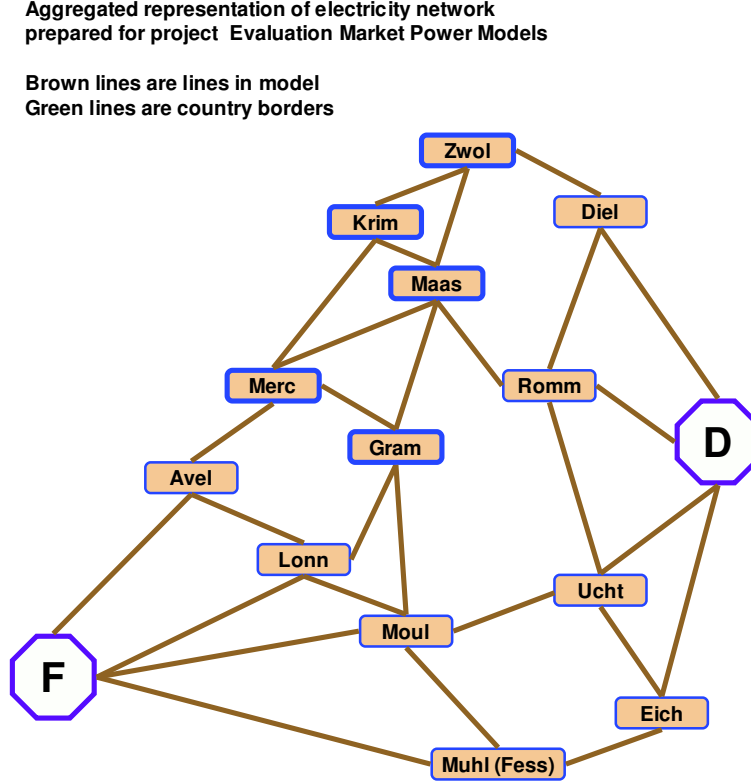 Aggregated representation of electricity network
prepared for project Evaluation Market Power Models
Brown lines are lines in model
Green lines are country borders
Zwol
Diel
Krim
Maas
Merc
Romm
D
Gram
Avel
Lonn
Ucht
Moul
F
Eich
Muhl (Fess)